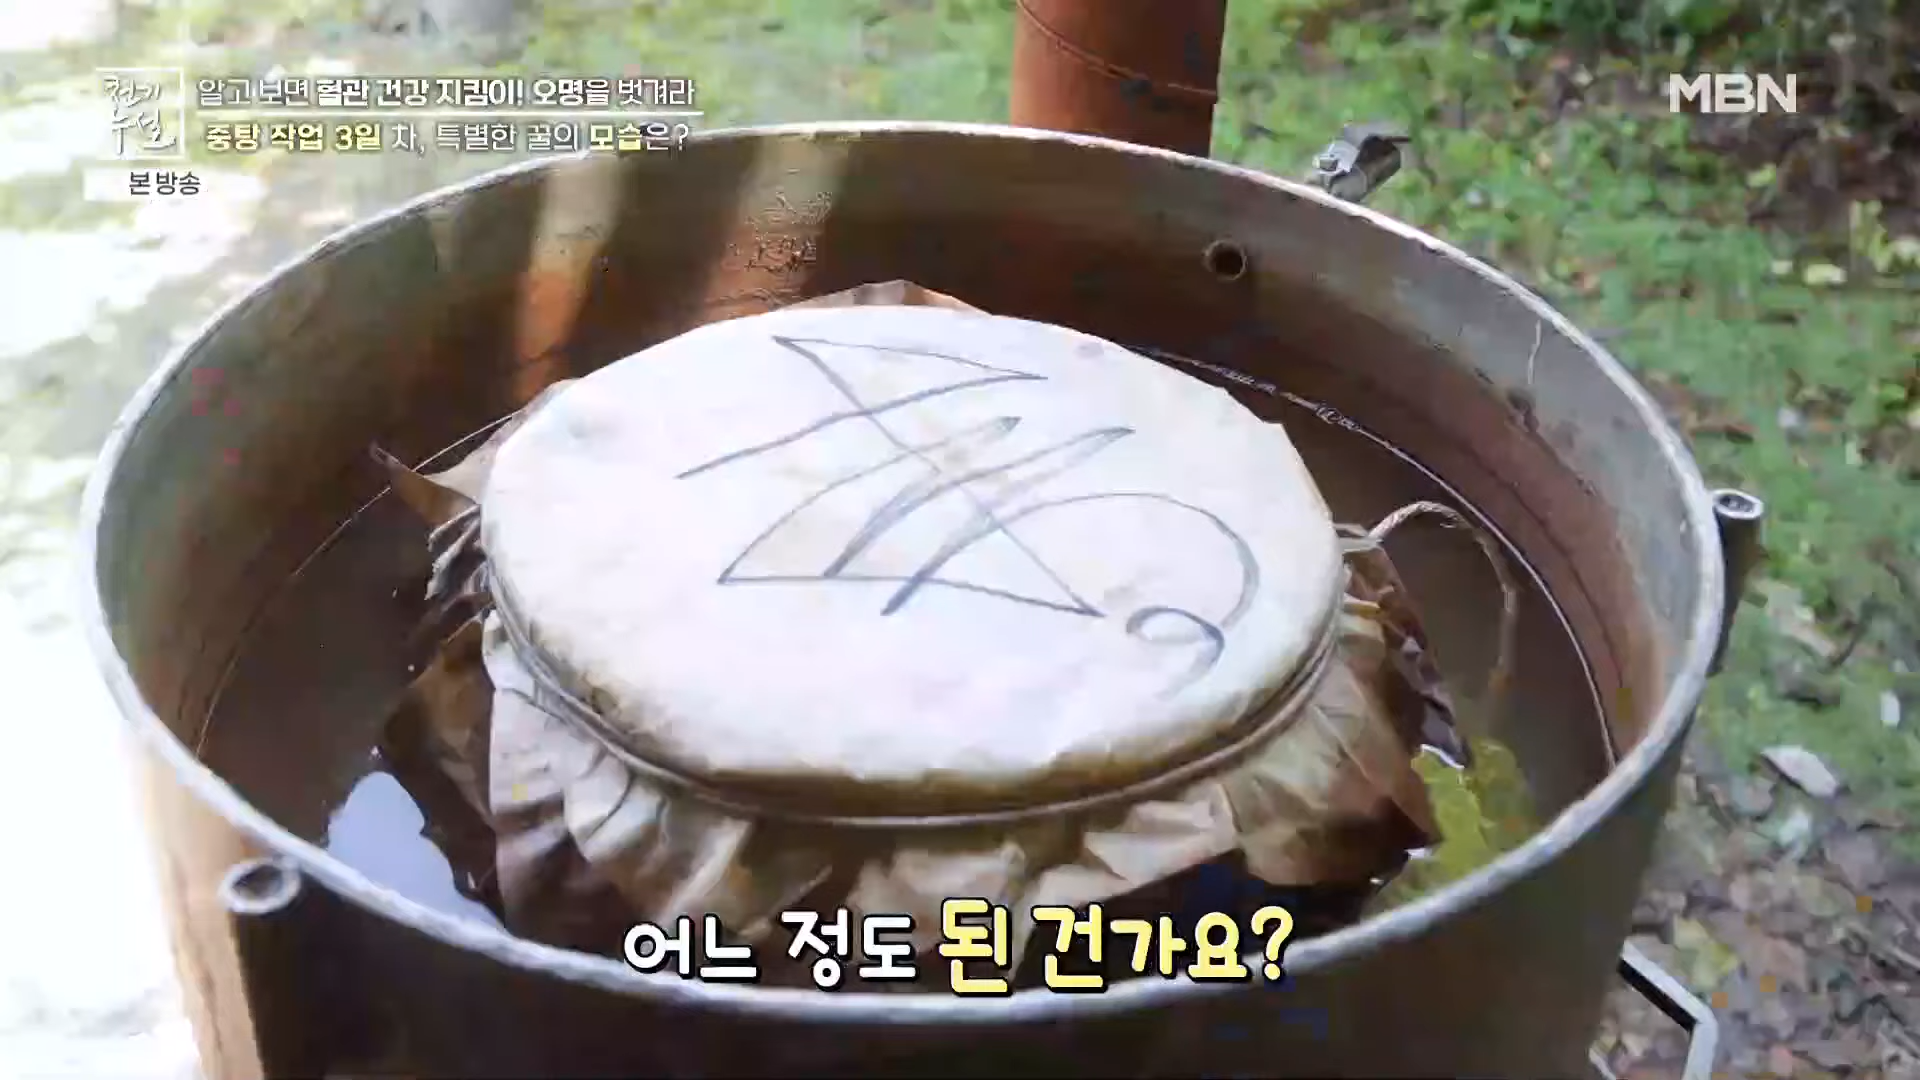 천기누설
알고 보면 혈관 건강 지킴이! 오명을 벗겨라
중탕 작업 3일 차, 특별한 꿀의 모습은?
본방송
MBN
어느 정도 된 건가요?